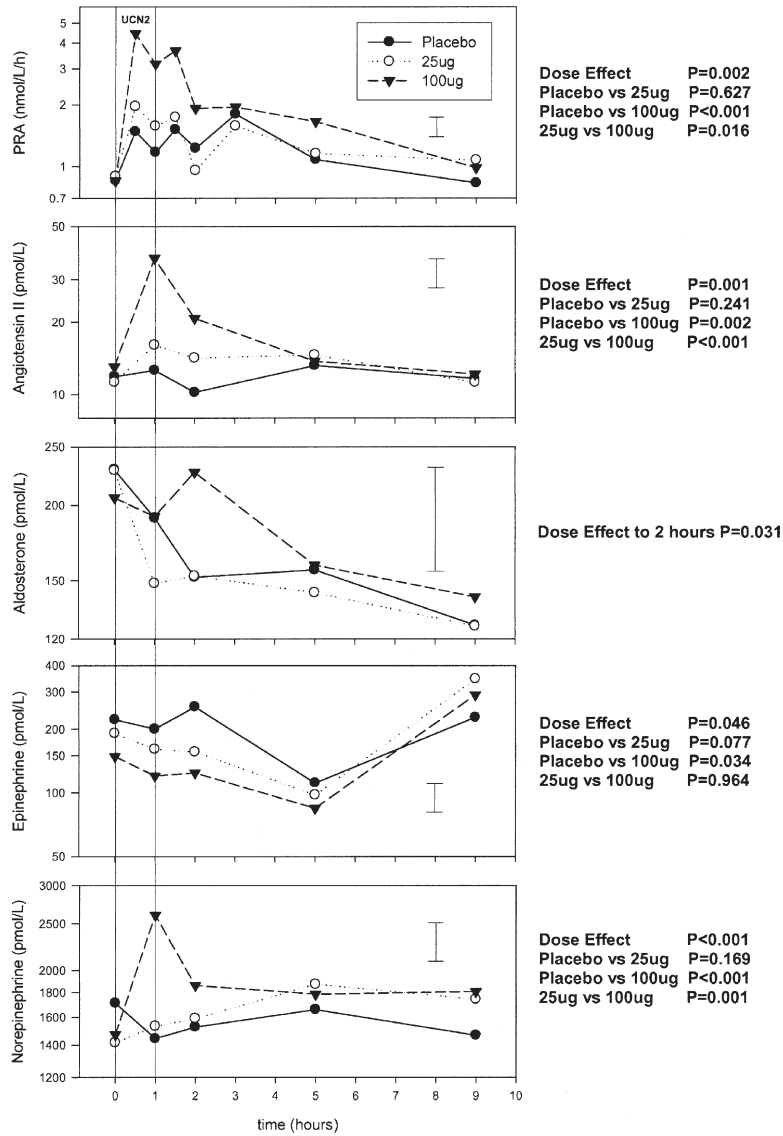 UCN2
Placebo
25ug
100ug
PRA (nmol/L/h)
5
4
3
2
1
0.7
Dose Effect P=0.002
Placebo vs 25ug P=0.627
Placebo vs 100ug P<0.001
25ug vs 100ug P=0.016
Angiotensin II (pmol/L)
50
30
20
10
Dose Effect P=0.001
Placebo vs 25ug P=0.241
Placebo vs 100ug P=0.002
25ug vs 100ug P<0.001
Aldosterone (pmol/L)
250
200
150
120
Dose Effect to 2 hours P=0.031
Epinephrine (pmol/L)
400
300
200
150
100
50
Dose Effect P=0.046
Placebo vs 25ug P=0.077
Placebo vs 100ug P=0.034
25ug vs 100ug P=0.964
Norepinephrine (pmol/L)
3000
2500
2000
1800
1600
1400
1200
Dose Effect P<0.001
Placebo vs 25ug P=0.169
Placebo vs 100ug P<0.001
25ug vs 100ug P=0.001
0 1 2 3 4 5 6 7 8 9 10
time (hours)